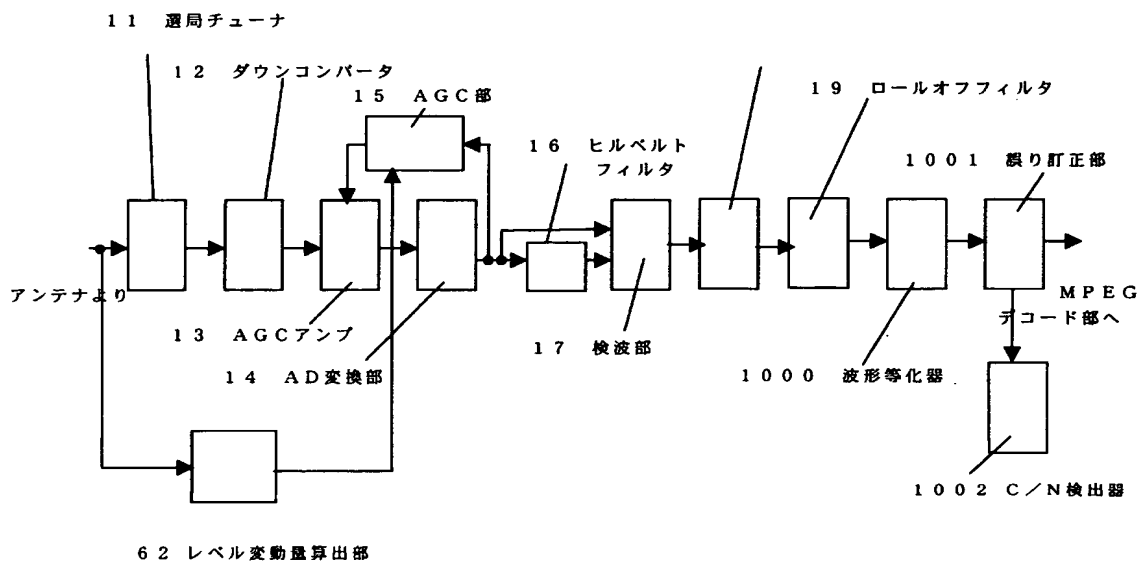 11 選局チューナ
12 ダウンコンバータ
15 AGC部
19 ロールオフフィルタ
16 ヒルベルト
フィルタ
1001 誤り訂正部
アンテナより
13 AGCアンプ
14 AD変換部
17 検波部
1000 波形等化器
MPEG
デコード部へ
1002 C/N検出器
62 レベル変動量算出部